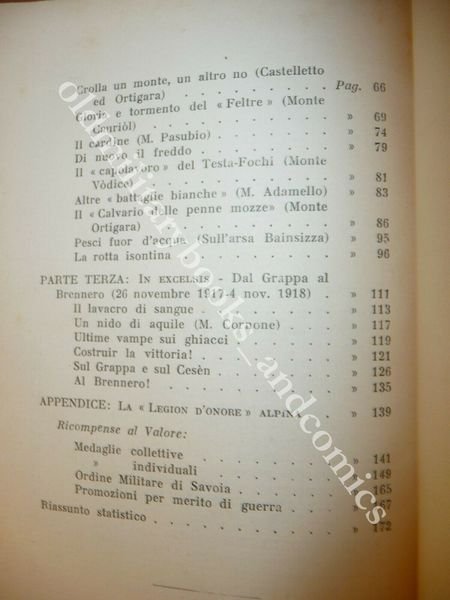 Crolla un monte, un altro no (Castelletto
ed Ortigara) . . . . . . . Pag. 66
Gloria e tormento del «Feltre» (Monte
Cauriòl) . . . . . . . » 69
Il cardine (M. Pasubio) . . . . . » 74
Di nuovo il freddo . . . . . . » 79
Il «capolavoro» del Testa-Fochi (Monte
Vòdice) . . . . . . . » 81
Altre «battaglie bianche» (M. Adamello) » 83
Il «Calvario delle penne mozze» (Monte
Ortigara) . . . . . . . » 86
Pesci fuor d'acqua (Sull'arsa Bainsizza) » 95
La rotta isontina . . . . . . » 96
PARTE TERZA: IN EXCELSIS - Dal Grappa al
Brennero (26 novembre 1917-4 nov. 1918) » 111
Il lavacro di sangue . . . . . » 113
Un nido di aquile (M. Cornone) . . . » 117
Ultime vampe sui ghiacci . . . . » 119
Costruir la vittoria! . . . . . » 121
Sul Grappa e sul Cesèn . . . . . » 126
Al Brennero! . . . . . . . » 135
APPENDICE: LA «LEGION D'ONORE» ALPINA . » 139
Ricompense al Valore:
Medaglie collettive . . . . . » 141
» individuali . . . . . » 149
Ordine Militare di Savoia . . . . » 165
Promozioni per merito di guerra . . . » 167
Riassunto statistico . . . . . . » 172
oldmilitarybooks_andcomics